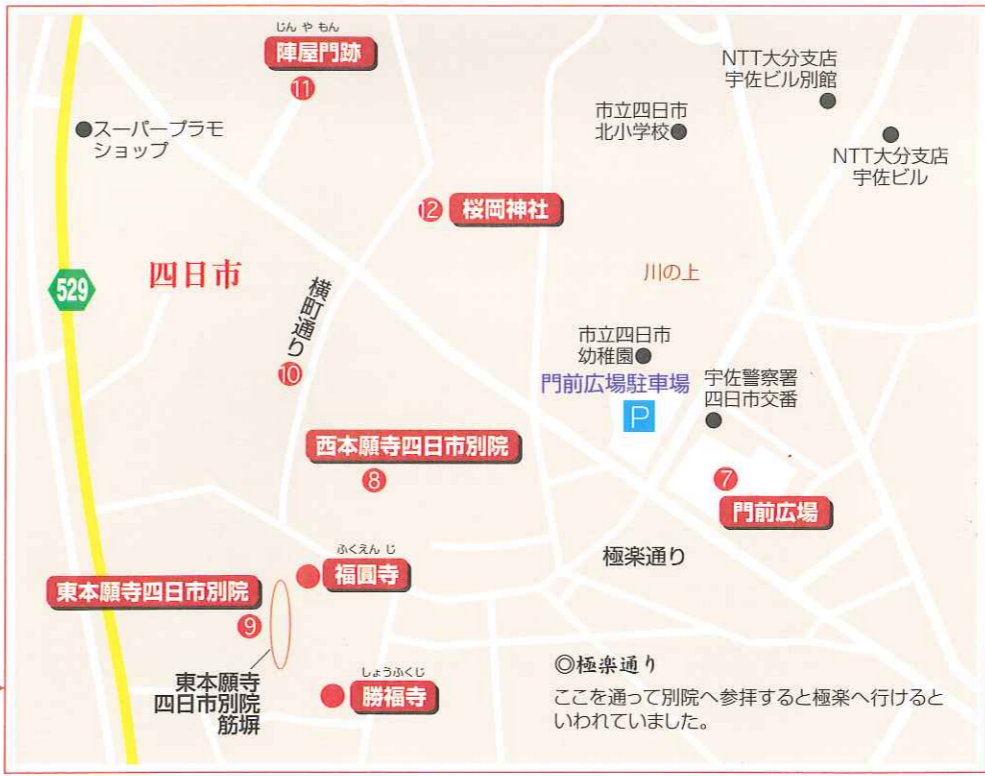 じんやもん
陣屋門跡
⑪
NTT大分支店
宇佐ビル別館
市立四日市
北小学校
スーパープラモ
ショップ
NTT大分支店
宇佐ビル
⑫
桜岡神社
四日市
529
川の上
横町通り
⑩
市立四日市
幼稚園
門前広場駐車場
P
宇佐警察署
四日市交番
西本願寺四日市別院
⑧
⑦
門前広場
極楽通り
ふくえんじ
福圓寺
東本願寺四日市別院
⑨
東本願寺
四日市別院
筋塀
しょうふくじ
勝福寺
◎極楽通り
ここを通って別院へ参拝すると極楽へ行けると
いわれていました。